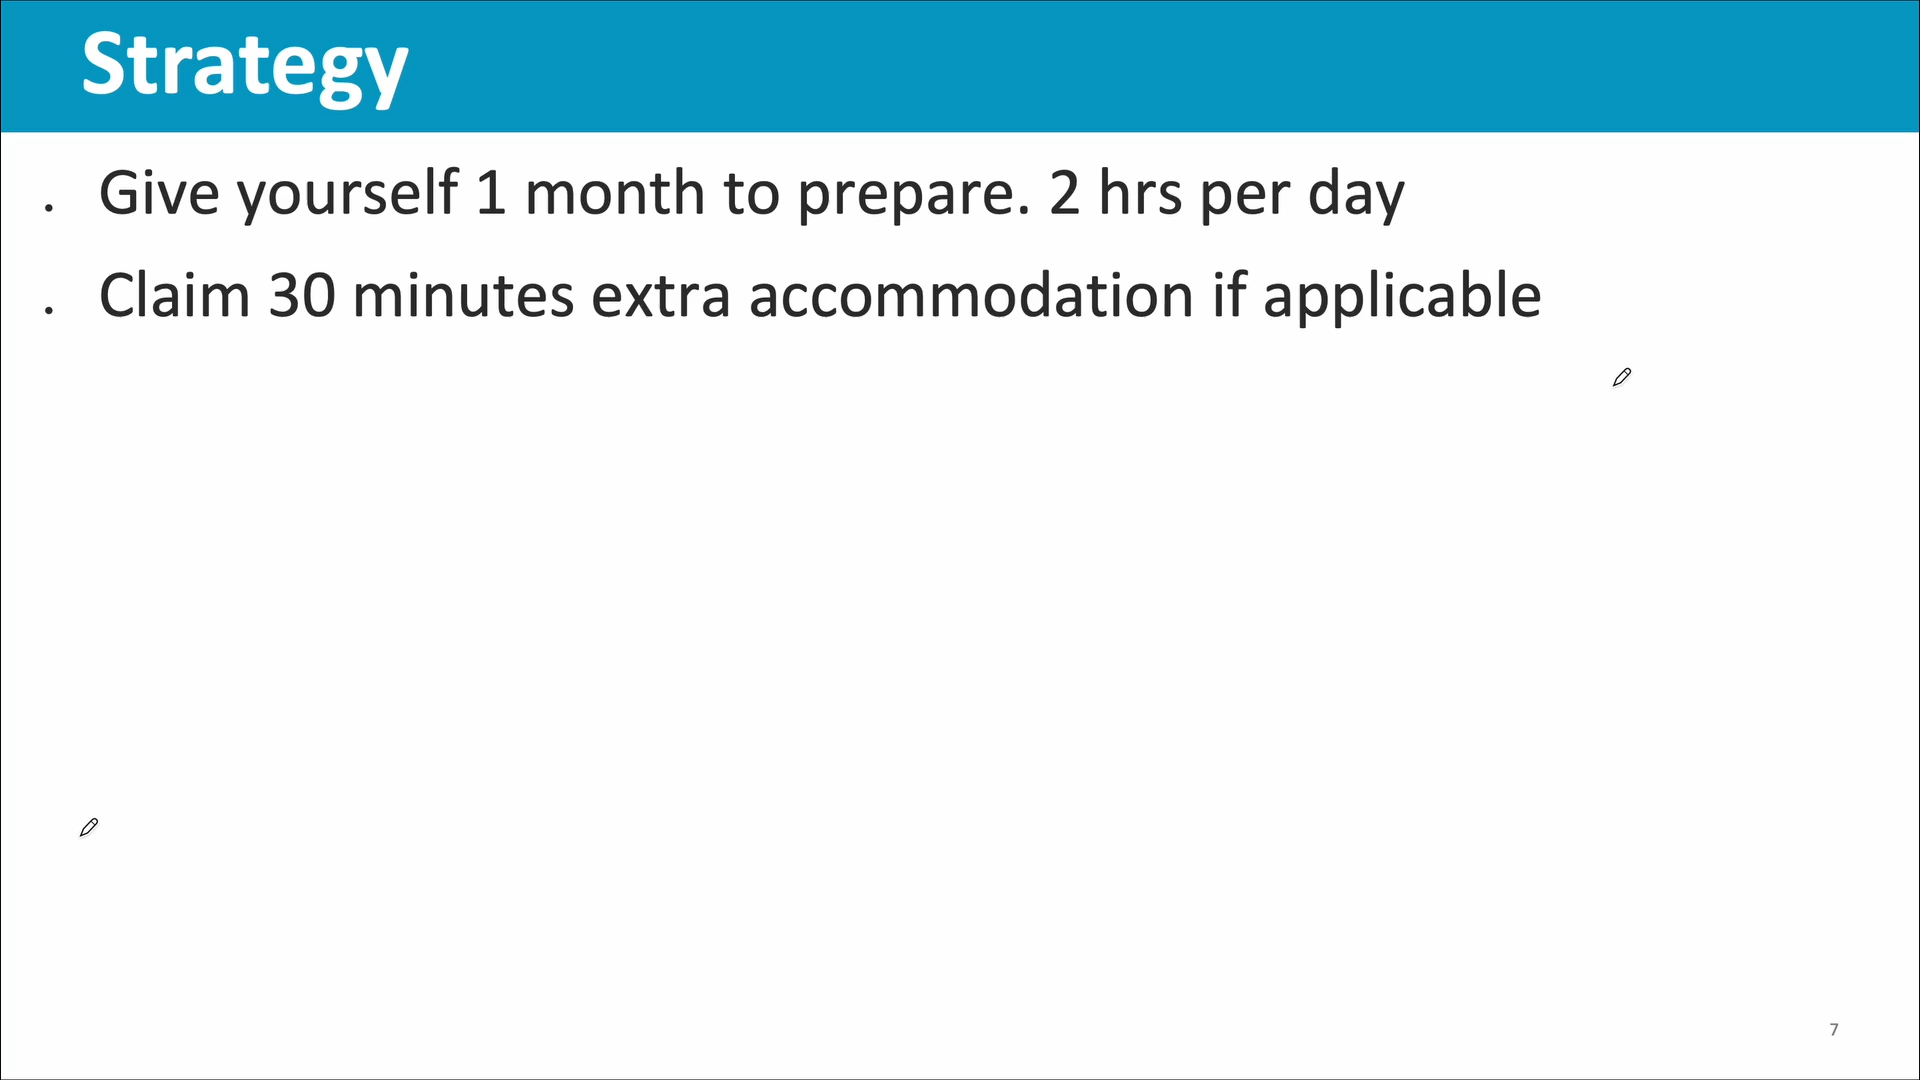 Strategy
. Give yourself 1 month to prepare. 2 hrs per day
. Claim 30 minutes extra accommodation if applicable
7